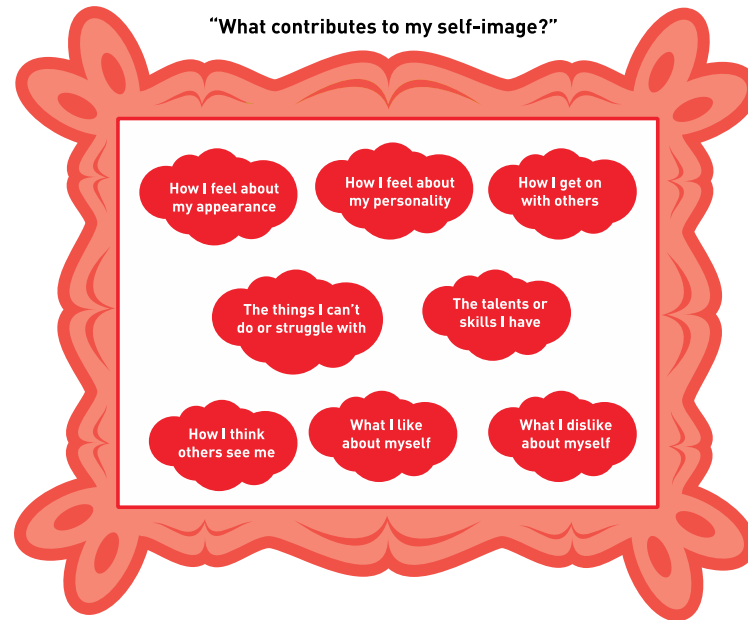 “What contributes to my self-image?”
How I feel about
my appearance
How I feel about
my personality
How I get on
with others
The things I can’t
do or struggle with
The talents or
skills I have
How I think
others see me
What I like
about myself
What I dislike
about myself